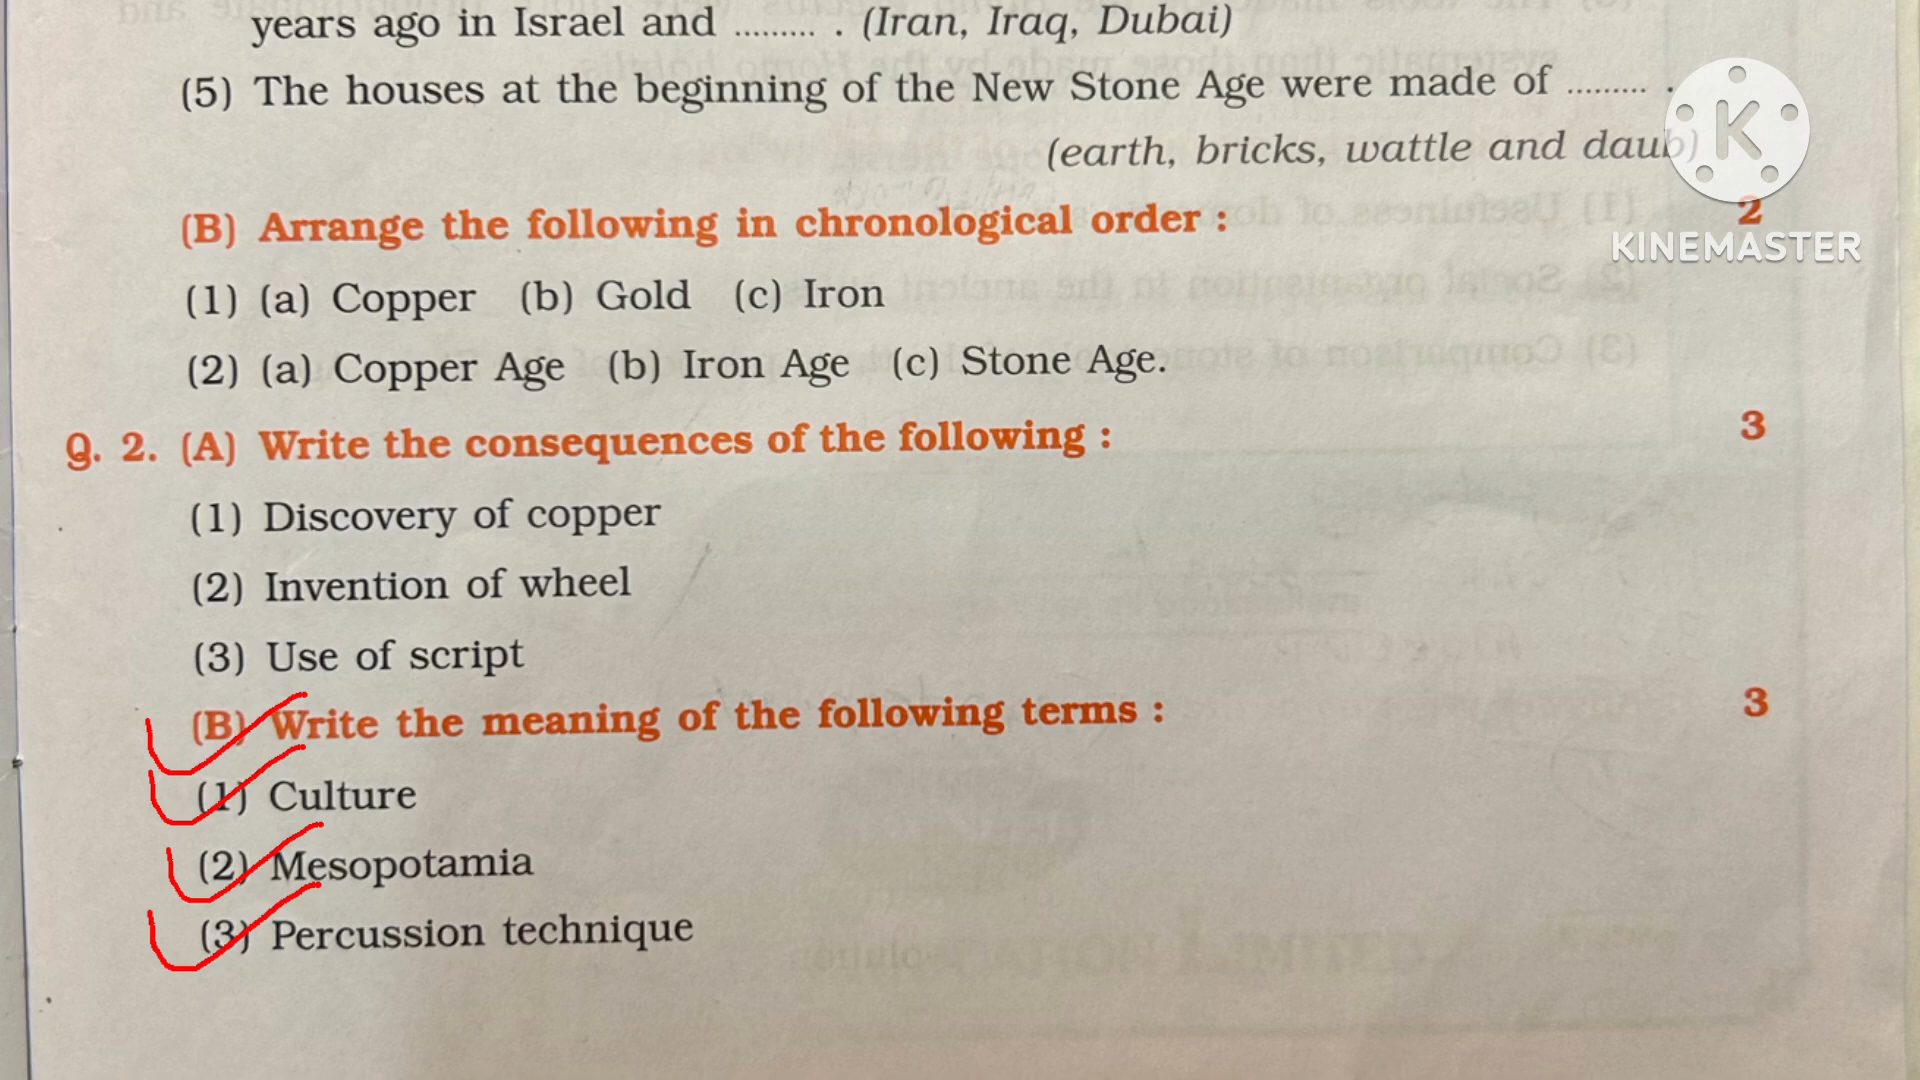 years ago in Israel and ......... . (Iran, Iraq, Dubai)
(5) The houses at the beginning of the New Stone Age were made of ......... .
(earth, bricks, wattle and daub)
(B) Arrange the following in chronological order : 2
KINEMASTER
(1) (a) Copper (b) Gold (c) Iron
(2) (a) Copper Age (b) Iron Age (c) Stone Age.
Q. 2. (A) Write the consequences of the following : 3
(1) Discovery of copper
(2) Invention of wheel
(3) Use of script
(B) Write the meaning of the following terms : 3
(1) Culture
(2) Mesopotamia
(3) Percussion technique